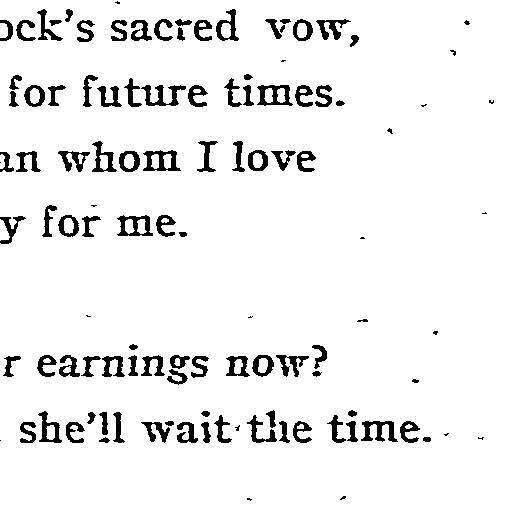 ock's sacred vow,
for future times.
an whom I love
y for me.
r earnings now?
she'll wait the time.